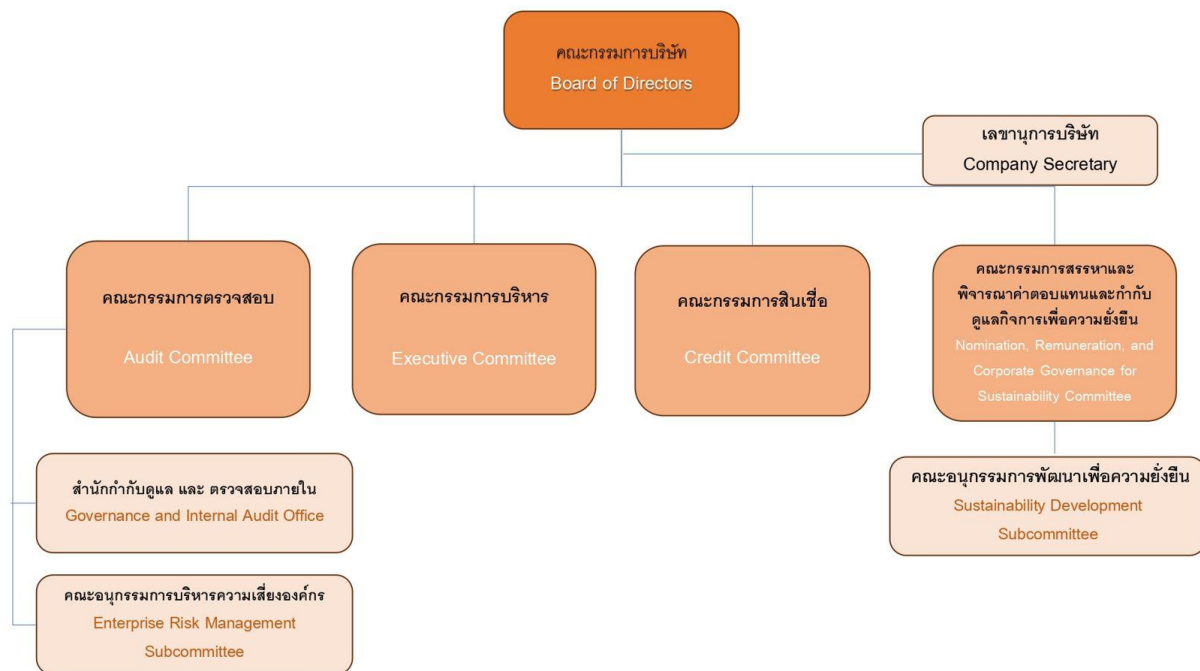 คณะกรรมการบริษัท
Board of Directors
เลขานุการบริษัท
Company Secretary
คณะกรรมการตรวจสอบ
Audit Committee
คณะกรรมการบริหาร
Executive Committee
คณะกรรมการสินเชื่อ
Credit Committee
คณะกรรมการสรรหาและ
พิจารณาค่าตอบแทนและกำกับ
ดูแลกิจการเพื่อความยั่งยืน
Nomination, Remuneration, and
Corporate Governance for
Sustainability Committee
สำนักกำกับดูแล และ ตรวจสอบภายใน
Governance and Internal Audit Office
คณะอนุกรรมการพัฒนาเพื่อความยั่งยืน
Sustainability Development
Subcommittee
คณะอนุกรรมการบริหารความเสี่ยงองค์กร
Enterprise Risk Management
Subcommittee